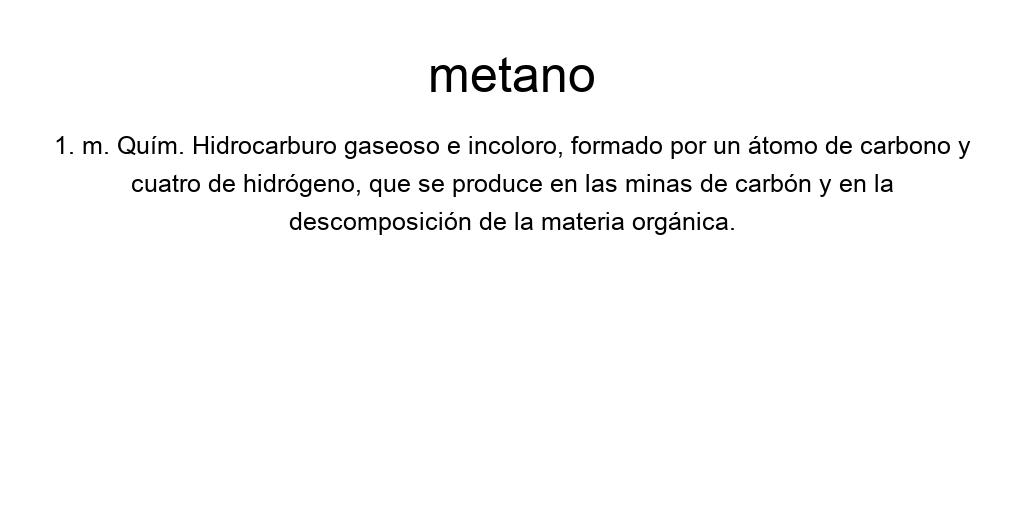 metano
1. m. Quím. Hidrocarburo gaseoso e incoloro, formado por un átomo de carbono y
cuatro de hidrógeno, que se produce en las minas de carbón y en la
descomposición de la materia orgánica.